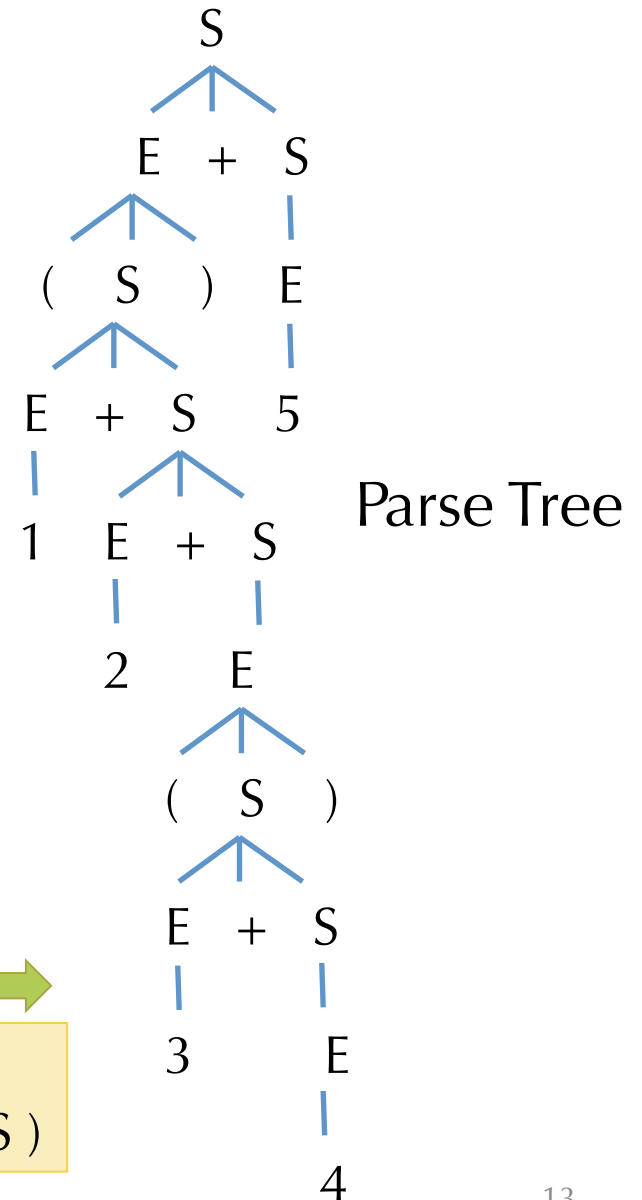 S
E + S
( S ) E
E + S 5
1 E + S
Parse Tree
2 E
( S )
E + S
3 E
S )
4
13